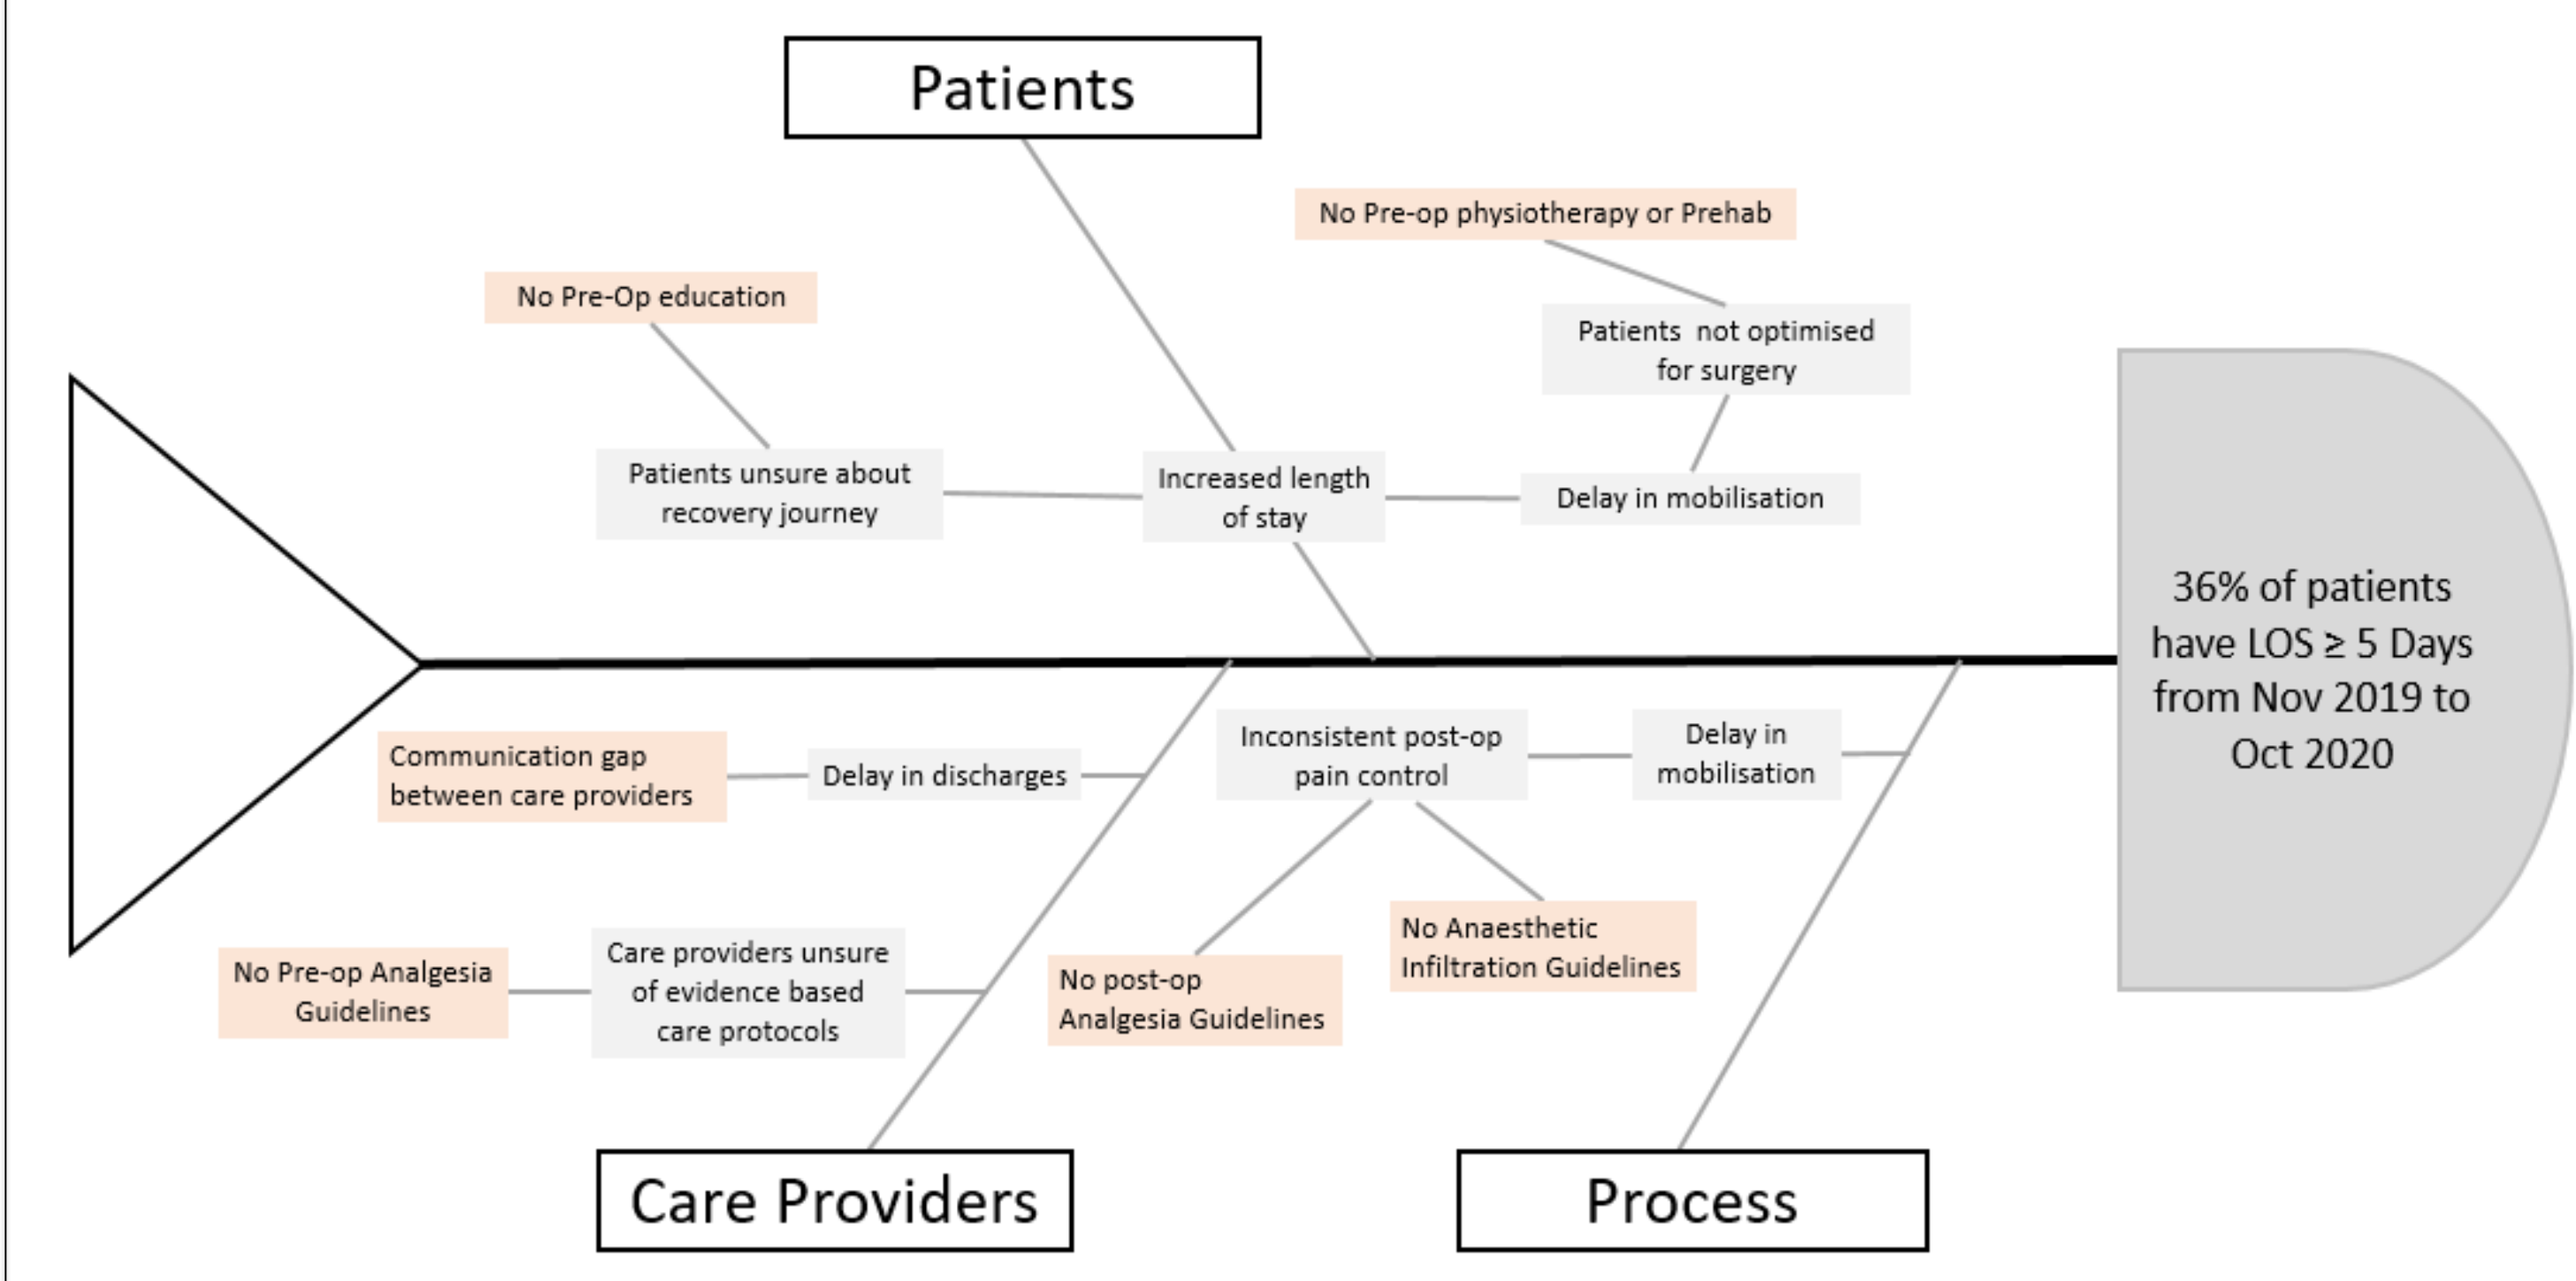 Patients
No Pre-op physiotherapy or Prehab
No Pre-Op education
Patients not optimised
for surgery
Patients unsure about
recovery journey
Increased length
of stay
Delay in mobilisation
36% of patients
have LOS ≥ 5 Days
from Nov 2019 to
Oct 2020
Communication gap
between care providers
Delay in discharges
Inconsistent post-op
pain control
Delay in
mobilisation
No Pre-op Analgesia
Guidelines
Care providers unsure
of evidence based
care protocols
No post-op
Analgesia Guidelines
No Anaesthetic
Infiltration Guidelines
Care Providers
Process